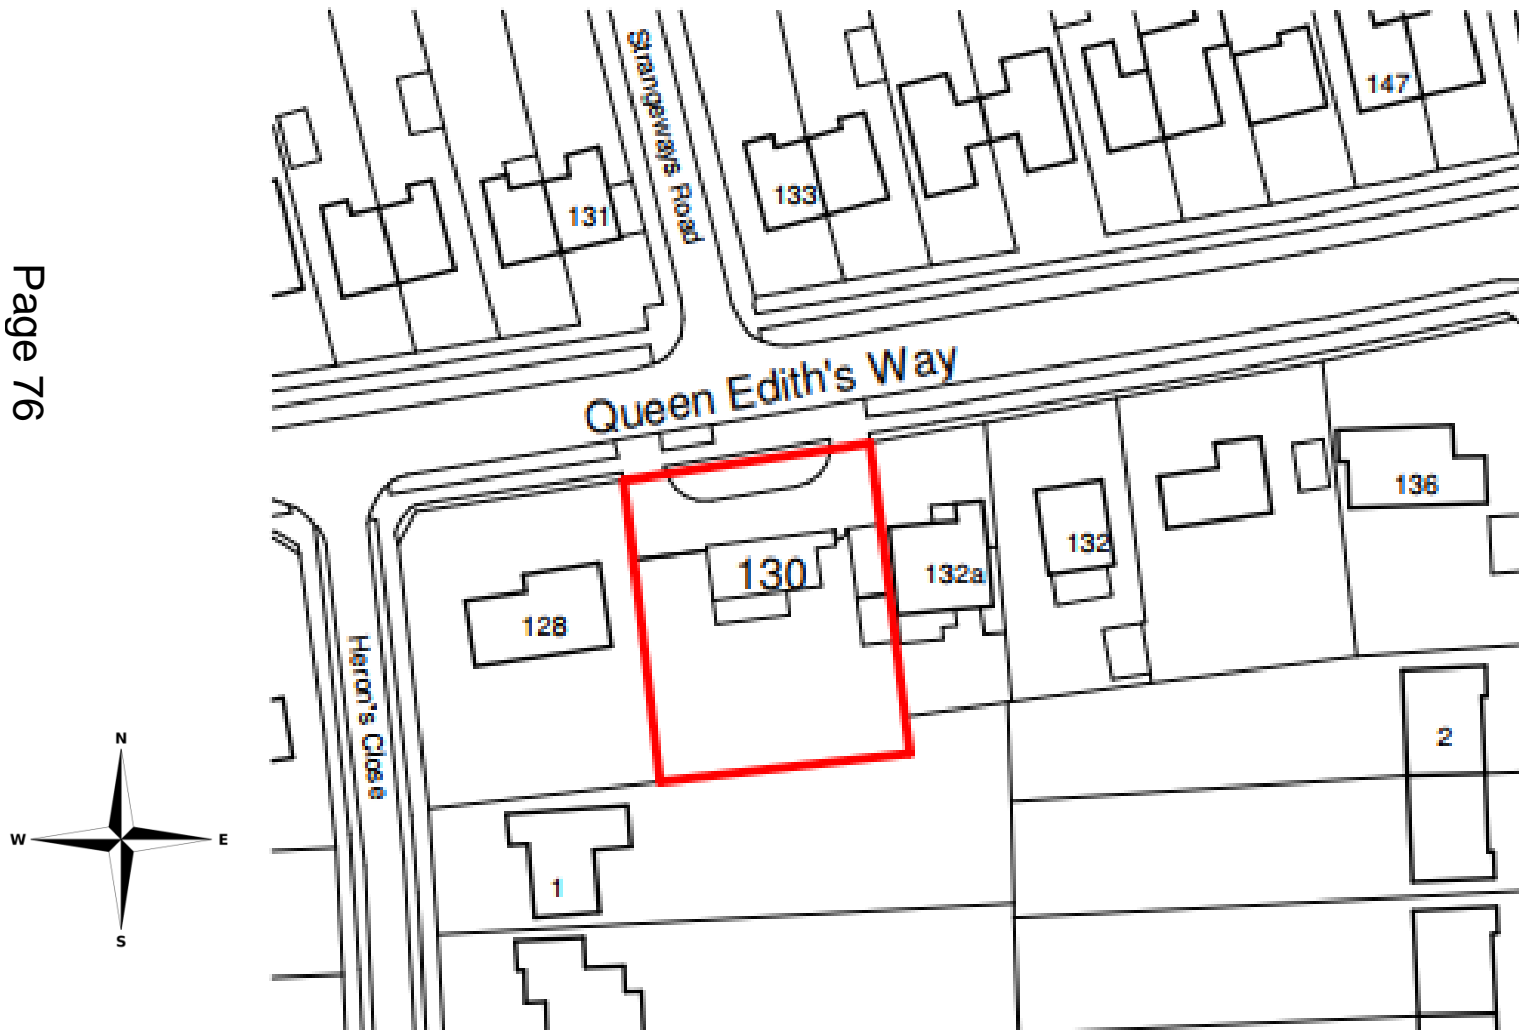 Page 76
Strangeways Road
147
133
131
Queen Edith's Way
136
132
130
132a
128
Heron's Close
2
1
N
W
E
S